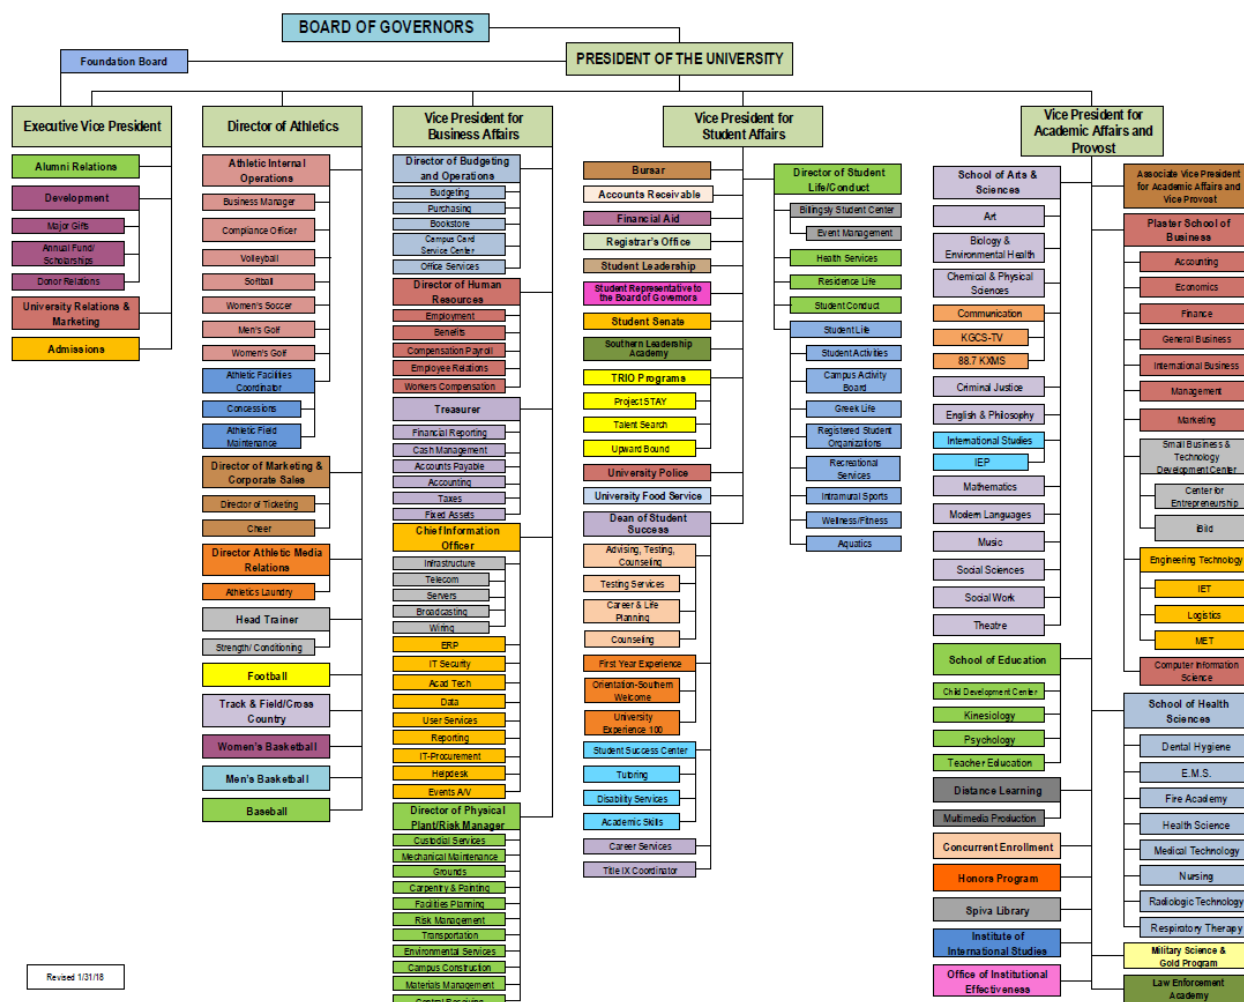 BOARD OF GOVERNORS
Foundation Board
PRESIDENT OF THE UNIVERSITY
Executive Vice President
Alumni Relations
Development
Major Gifts
Annual Fund/
Scholarships
Donor Relations
University Relations &
Marketing
Admissions
Director of Athletics
Athletic Internal
Operations
Business Manager
Compliance Officer
Volleyball
Softball
Women's Soccer
Men's Golf
Women's Golf
Athletic Facilities
Coordinator
Concessions
Athletic Field
Maintenance
Director of Marketing &
Corporate Sales
Director of Ticketing
Cheer
Director Athletic Media
Relations
Athletics Laundry
Head Trainer
Strength/ Conditioning
Football
Track & Field/Cross
Country
Women's Basketball
Men's Basketball
Baseball
Vice President for
Business Affairs
Director of Budgeting
and Operations
Budgeting
Purchasing
Bookstore
Campus Card
Service Center
Office Services
Director of Human
Resources
Employment
Benefits
Compensation Payroll
Employee Relations
Workers Compensation
Treasurer
Financial Reporting
Cash Management
Accounts Payable
Accounting
Taxes
Fixed Assets
Chief Information
Officer
Infrastructure
Telecom
Servers
Broadcasting
Wiring
ERP
IT Security
Acad Tech
Data
User Services
Reporting
IT-Procurement
Helpdesk
Events A/V
Director of Physical
Plant/Risk Manager
Custodial Services
Mechanical Maintenance
Grounds
Carpentry & Painting
Facilities Planning
Risk Management
Transportation
Environmental Services
Campus Construction
Materials Management
Central Receiving
Vice President for
Student Affairs
Bursar
Accounts Receivable
Financial Aid
Registrar's Office
Student Leadership
Student Representative to
the Board of Governors
Student Senate
Southern Leadership
Academy
TRIO Programs
Project STAY
Talent Search
Upward Bound
University Police
University Food Service
Dean of Student
Success
Advising, Testing,
Counseling
Testing Services
Career & Life
Planning
Counseling
First Year Experience
Orientation-Southern
Welcome
University
Experience 100
Student Success Center
Tutoring
Disability Services
Academic Skills
Career Services
Title IX Coordinator
Director of Student
Life/Conduct
Billingsly Student Center
Event Management
Health Services
Residence Life
Student Conduct
Student Life
Student Activities
Campus Activity
Board
Greek Life
Registered Student
Organizations
Recreational
Services
Intramural Sports
Wellness/Fitness
Aquatics
Vice President for
Academic Affairs and
Provost
School of Arts &
Sciences
Art
Biology &
Environmental Health
Chemical & Physical
Sciences
Communication
KGCS-TV
88.7 KXMS
Criminal Justice
English & Philosophy
International Studies
IEP
Mathematics
Modern Languages
Music
Social Sciences
Social Work
Theatre
School of Education
Child Development Center
Kinesiology
Psychology
Teacher Education
Distance Learning
Multimedia Production
Concurrent Enrollment
Honors Program
Spiva Library
Institute of
International Studies
Office of Institutional
Effectiveness
Associate Vice President
for Academic Affairs and
Vice Provost
Plaster School of
Business
Accounting
Economics
Finance
General Business
International Business
Management
Marketing
Small Business &
Technology
Development Center
Center for
Entrepreneurship
iBild
Engineering Technology
IET
Logistics
MET
Computer Information
Science
School of Health
Sciences
Dental Hygiene
E.M.S.
Fire Academy
Health Science
Medical Technology
Nursing
Radiologic Technology
Respiratory Therapy
Military Science &
Gold Program
Law Enforcement
Academy
Revised 1/31/18